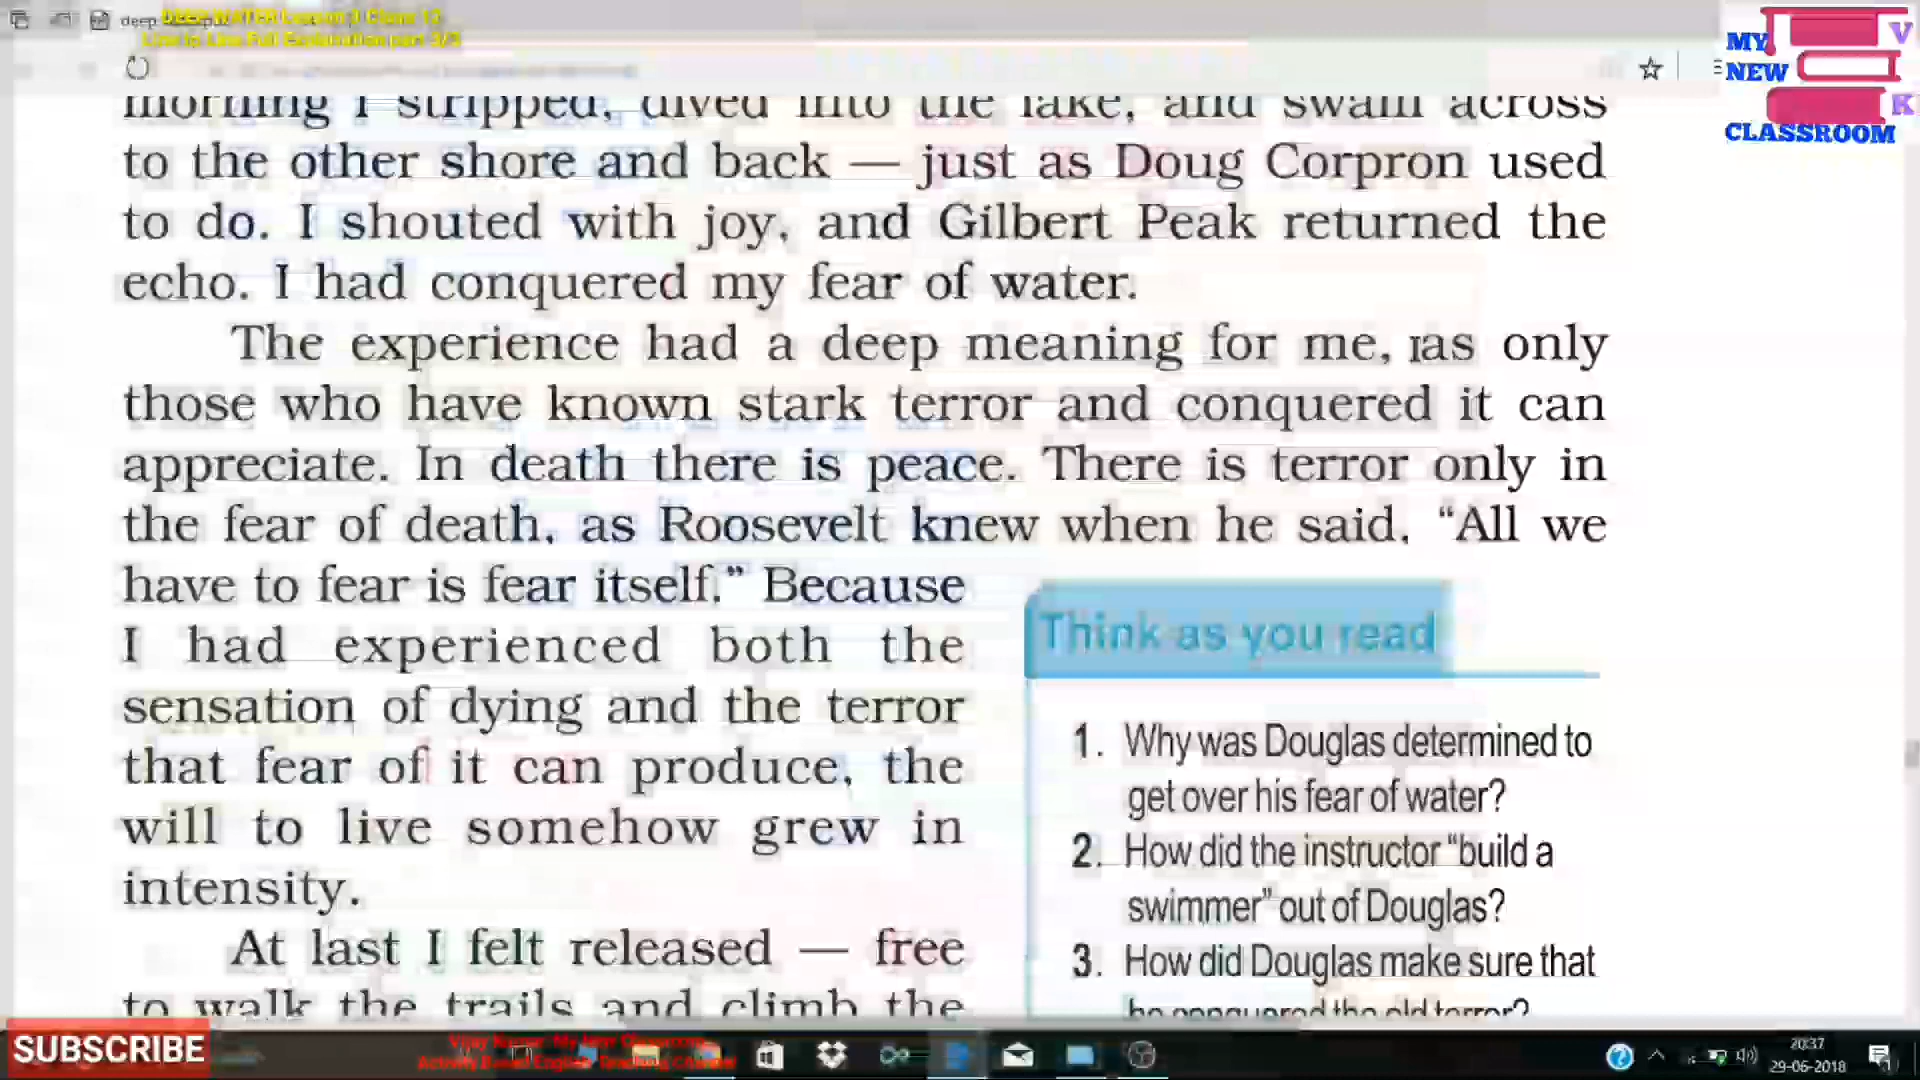 DEEP WATER Lesson 3 Class 12
Line by Line Full Explanation part 3/3
MY
NEW
CLASSROOM
V
K
morning I stripped, dived into the lake, and swam across
to the other shore and back — just as Doug Corpron used
to do. I shouted with joy, and Gilbert Peak returned the
echo. I had conquered my fear of water.
The experience had a deep meaning for me, as only
those who have known stark terror and conquered it can
appreciate. In death there is peace. There is terror only in
the fear of death, as Roosevelt knew when he said, “All we
have to fear is fear itself.” Because
I had experienced both the
sensation of dying and the terror
that fear of it can produce, the
will to live somehow grew in
intensity.
At last I felt released — free
to walk the trails and climb the
Think as you read
1. Why was Douglas determined to
get over his fear of water?
2. How did the instructor “build a
swimmer” out of Douglas?
3. How did Douglas make sure that
he conquered the old terror?
SUBSCRIBE
Vijay Kumar: My New Classroom
Activity Based English Teaching Channel
20:37
29-06-2018